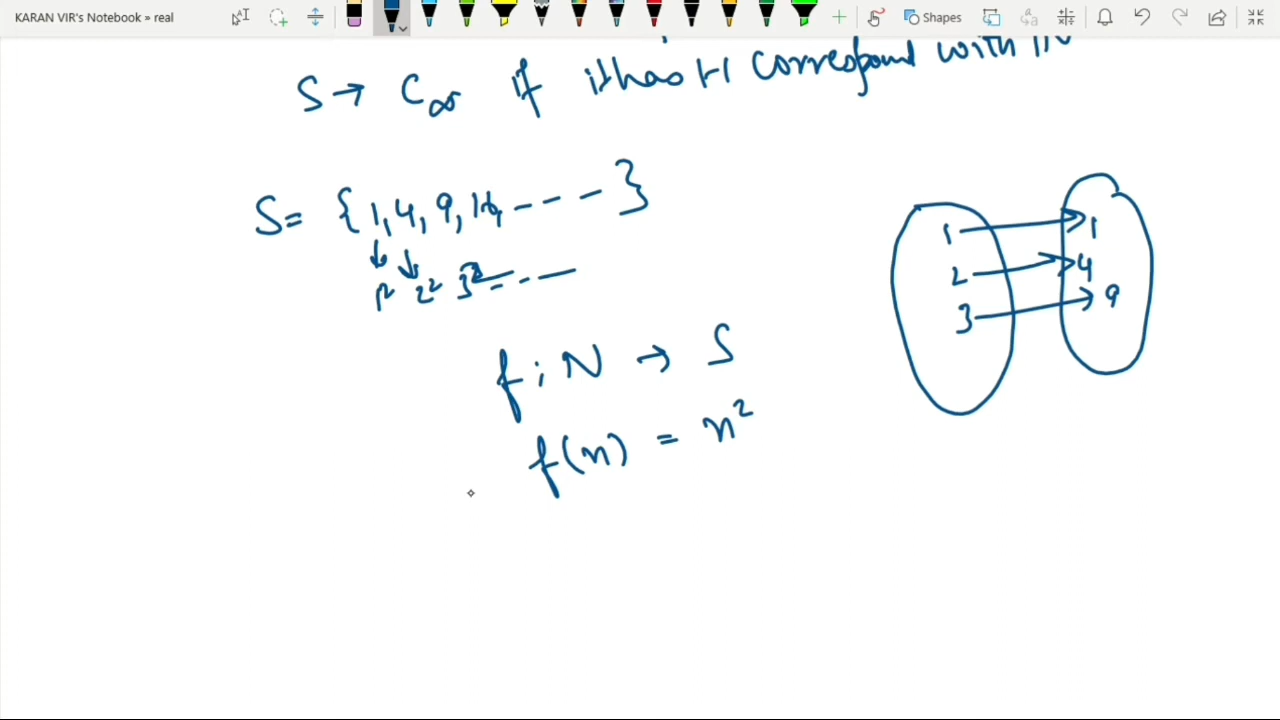 KARAN VIR's Notebook » real
Shapes
S → C∞ if it has 1-1 correspond with IN
S = { 1, 4, 9, 16, - - - - }
1² 2² 3² - - -
f : N → S
f(n) = n²
1 → 1
2 → 4
3 → 9